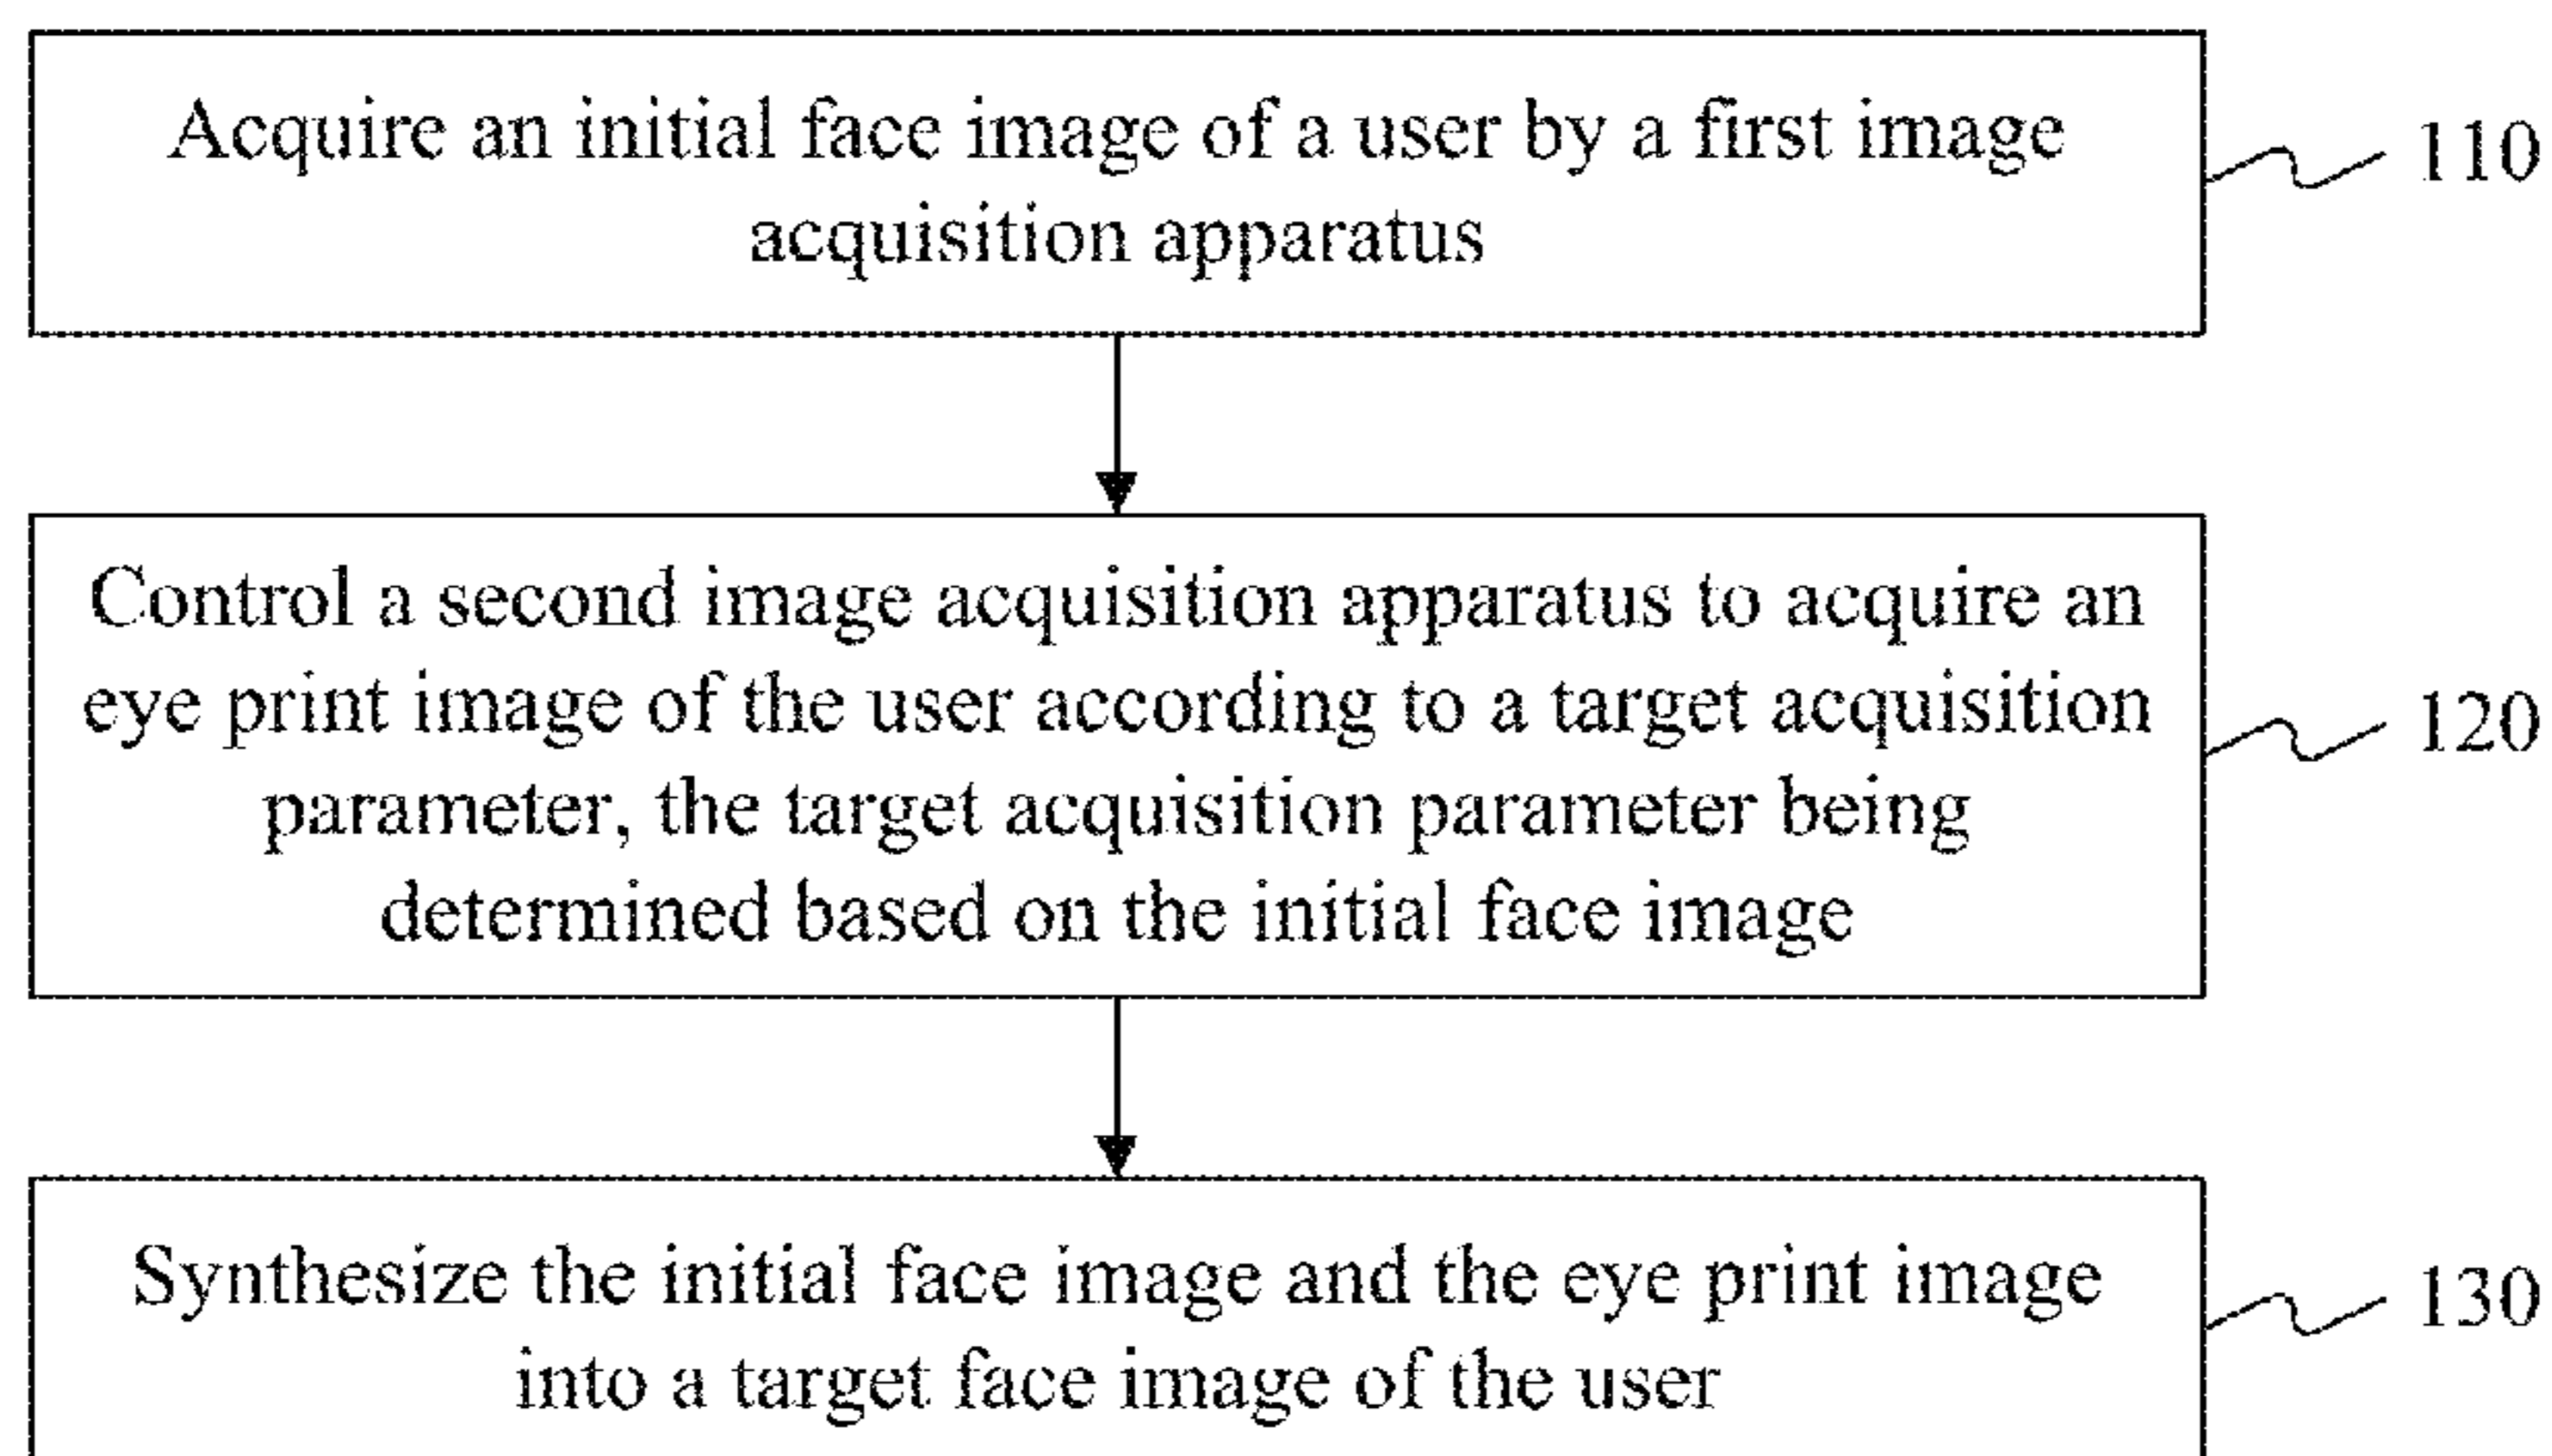 Acquire an initial face image of a user by a first image
acquisition apparatus
110
Control a second image acquisition apparatus to acquire an
eye print image of the user according to a target acquisition
parameter, the target acquisition parameter being
determined based on the initial face image
120
Synthesize the initial face image and the eye print image
into a target face image of the user
130